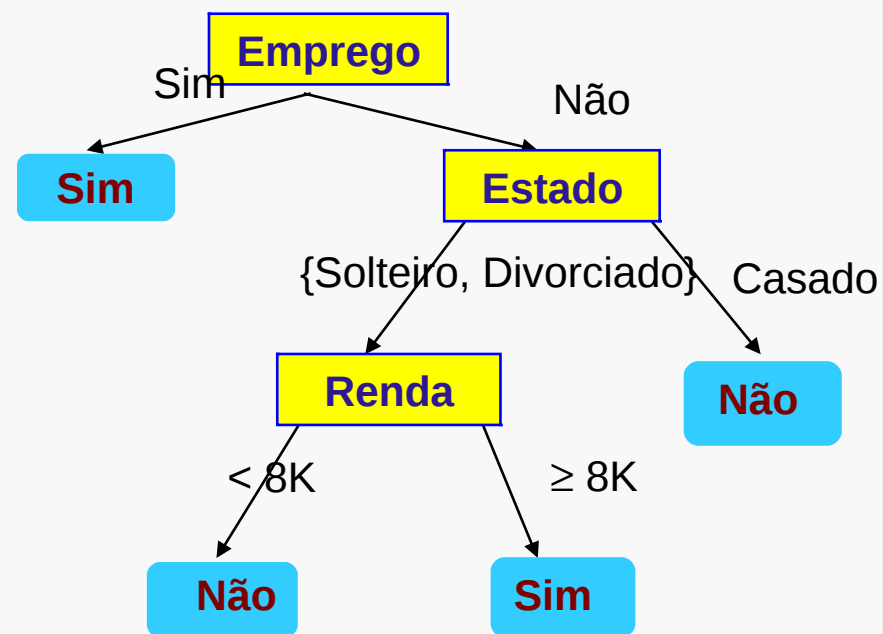 Emprego
Sim
Não
Sim
Estado
{Solteiro, Divorciado}
Casado
Renda
Não
< 8K
≥ 8K
Não
Sim